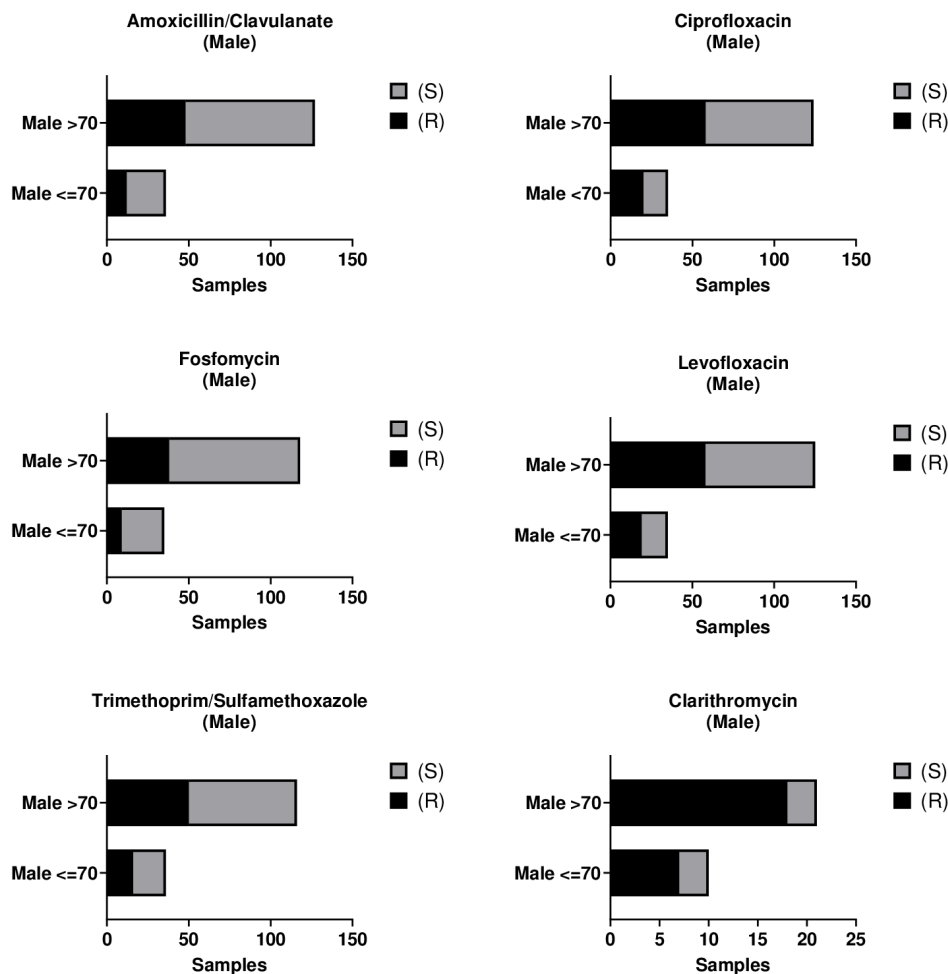 Amoxicillin/Clavulanate
(Male)
(S)
(R)
Male >70
Male <=70
0 50 100 150
Samples
Ciprofloxacin
(Male)
(S)
(R)
Male >70
Male <70
0 50 100 150
Samples
Fosfomycin
(Male)
(S)
(R)
Male >70
Male <=70
0 50 100 150
Samples
Levofloxacin
(Male)
(S)
(R)
Male >70
Male <=70
0 50 100 150
Samples
Trimethoprim/Sulfamethoxazole
(Male)
(S)
(R)
Male >70
Male <=70
0 50 100 150
Samples
Clarithromycin
(Male)
(S)
(R)
Male >70
Male <=70
0 5 10 15 20 25
Samples